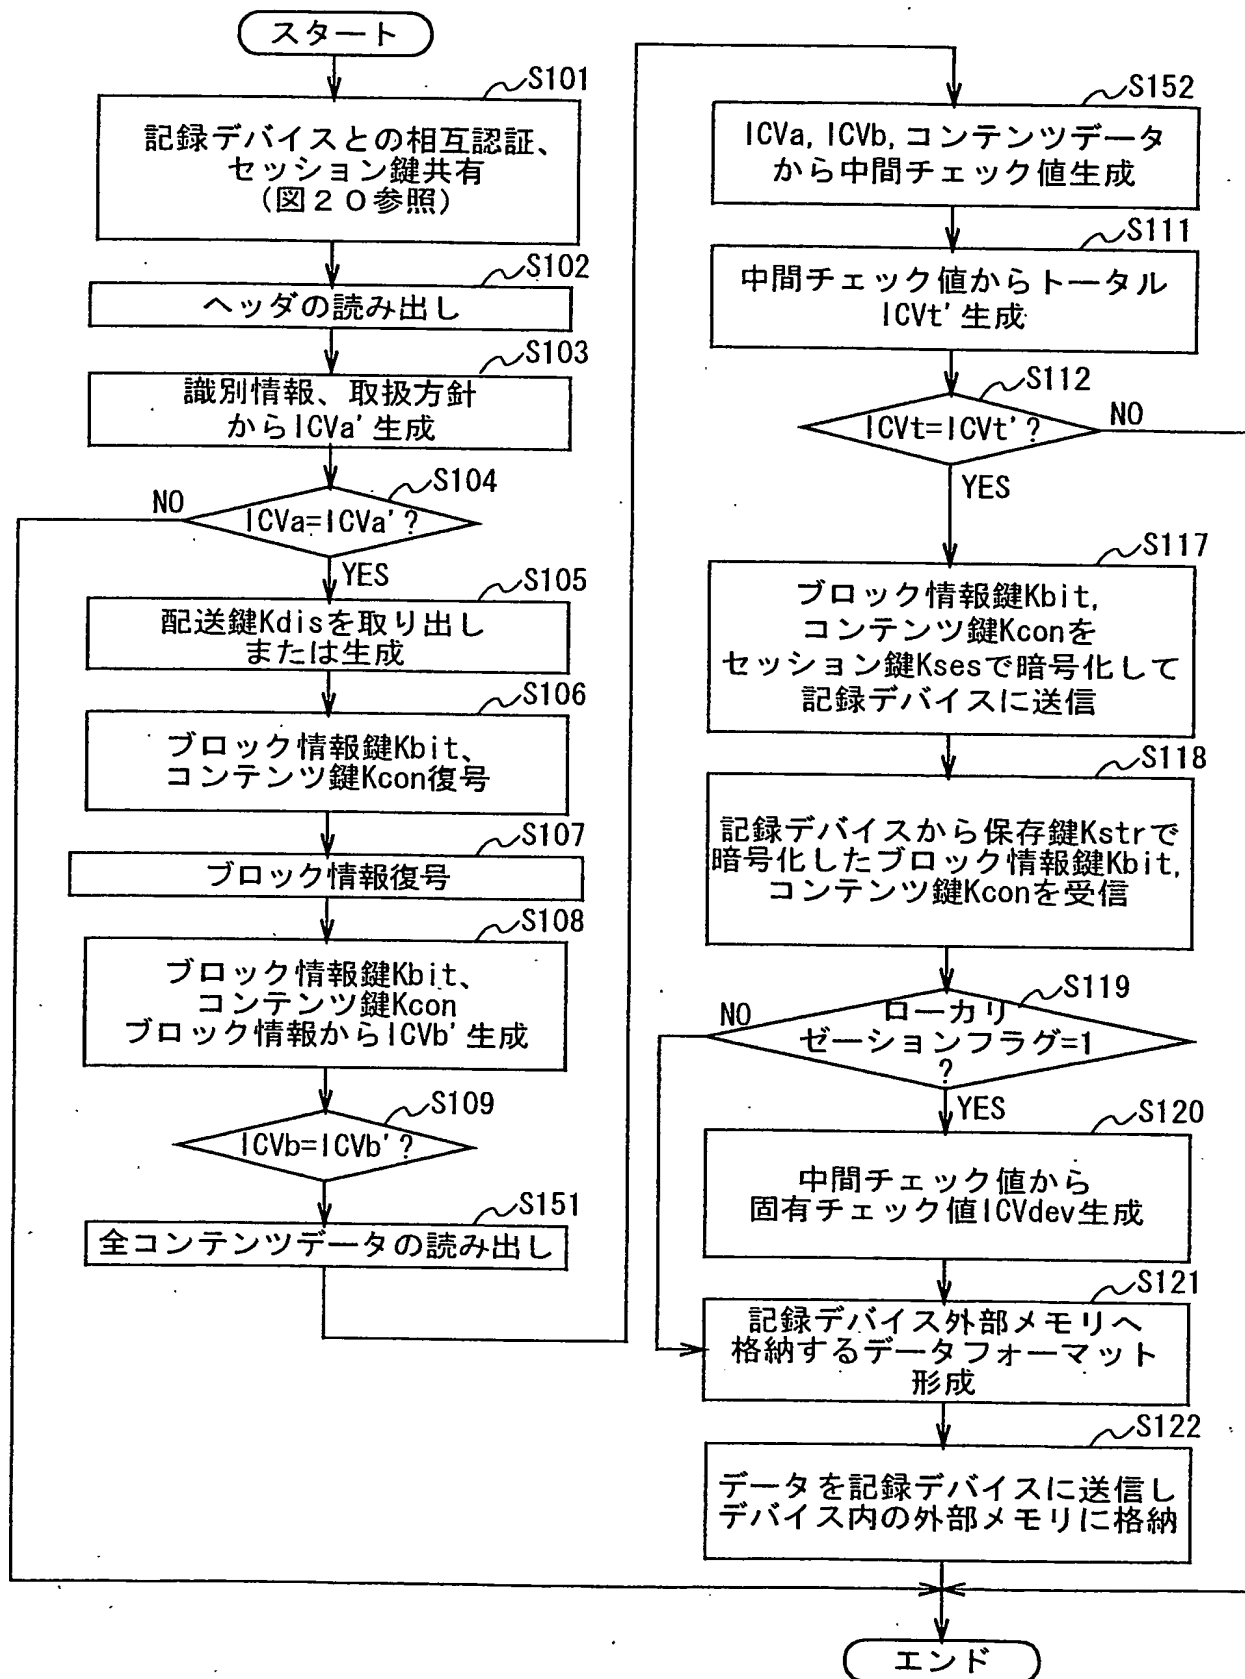 スタート
S101
記録デバイスとの相互認証、
セッション鍵共有
(図２０参照)
S102
ヘッダの読み出し
S103
識別情報、取扱方針
からICVa'生成
S104
ICVa=ICVa'?
NO
YES
S105
配送鍵Kdisを取り出し
または生成
S106
ブロック情報鍵Kbit、
コンテンツ鍵Kcon復号
S107
ブロック情報復号
S108
ブロック情報鍵Kbit、
コンテンツ鍵Kcon
ブロック情報からICVb'生成
S109
ICVb=ICVb'?
S151
全コンテンツデータの読み出し
S152
ICVa,ICVb,コンテンツデータ
から中間チェック値生成
S111
中間チェック値からトータル
ICVt'生成
S112
ICVt=ICVt'?
NO
YES
S117
ブロック情報鍵Kbit,
コンテンツ鍵Kconを
セッション鍵Ksesで暗号化して
記録デバイスに送信
S118
記録デバイスから保存鍵Kstrで
暗号化したブロック情報鍵Kbit,
コンテンツ鍵Kconを受信
S119
ローカリ
ゼーションフラグ=1
?
NO
YES
S120
中間チェック値から
固有チェック値ICVdev生成
S121
記録デバイス外部メモリへ
格納するデータフォーマット
形成
S122
データを記録デバイスに送信し
デバイス内の外部メモリに格納
エンド